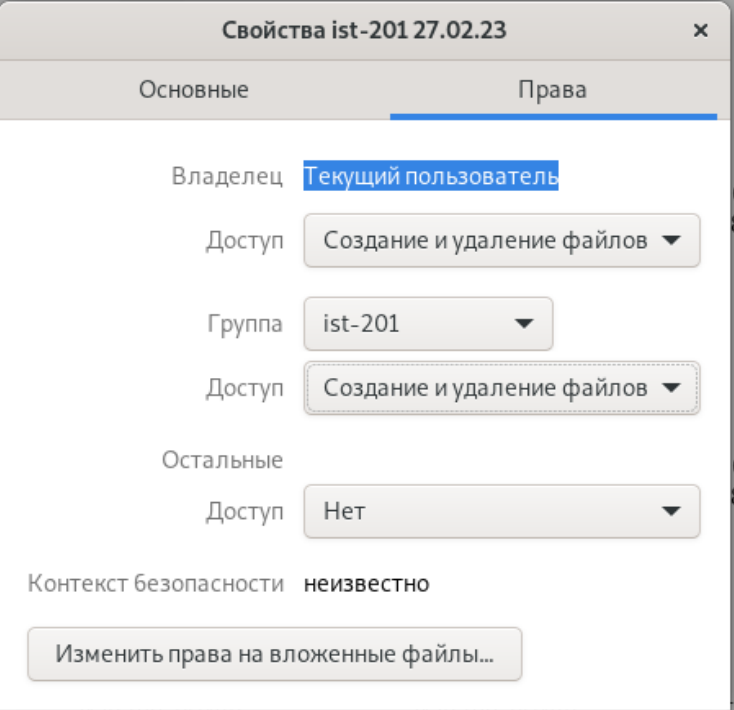 Свойства ist-201 27.02.23 ×
Основные Права
Владелец Текущий пользователь
Доступ Создание и удаление файлов
Группа ist-201
Доступ Создание и удаление файлов
Остальные
Доступ Нет
Контекст безопасности неизвестно
Изменить права на вложенные файлы...